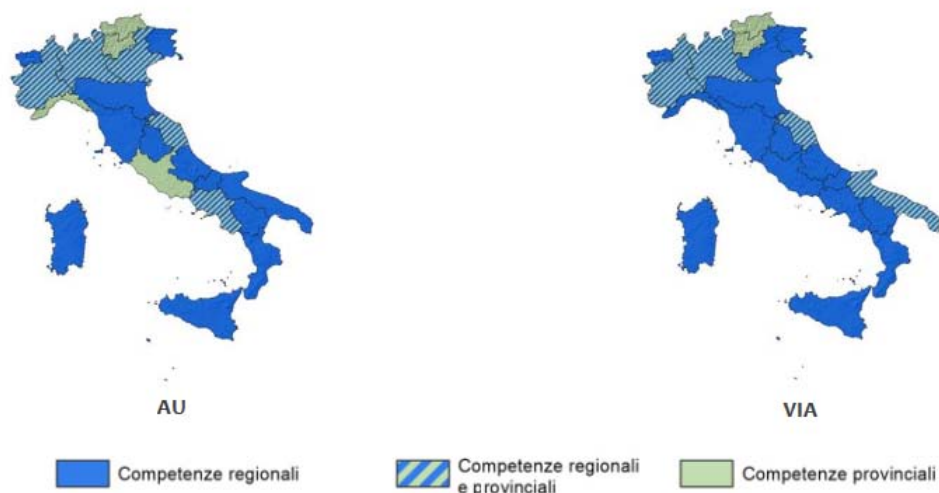 AU
VIA
Competenze regionali
Competenze regionali
e provinciali
Competenze provinciali